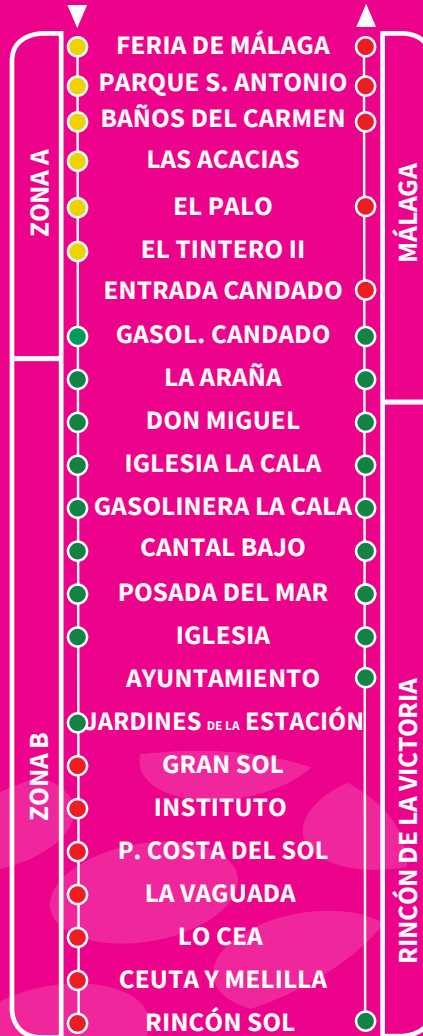 FERIA DE MÁLAGA
PARQUE S. ANTONIO
BAÑOS DEL CARMEN
LAS ACACIAS
EL PALO
EL TINTERO II
ENTRADA CANDADO
GASOL. CANDADO
LA ARAÑA
DON MIGUEL
IGLESIA LA CALA
GASOLINERA LA CALA
CANTAL BAJO
POSADA DEL MAR
IGLESIA
AYUNTAMIENTO
JARDINES DE LA ESTACIÓN
GRAN SOL
INSTITUTO
P. COSTA DEL SOL
LA VAGUADA
LO CEA
CEUTA Y MELILLA
RINCÓN SOL
ZONA A
ZONA B
MÁLAGA
RINCÓN DE LA VICTORIA